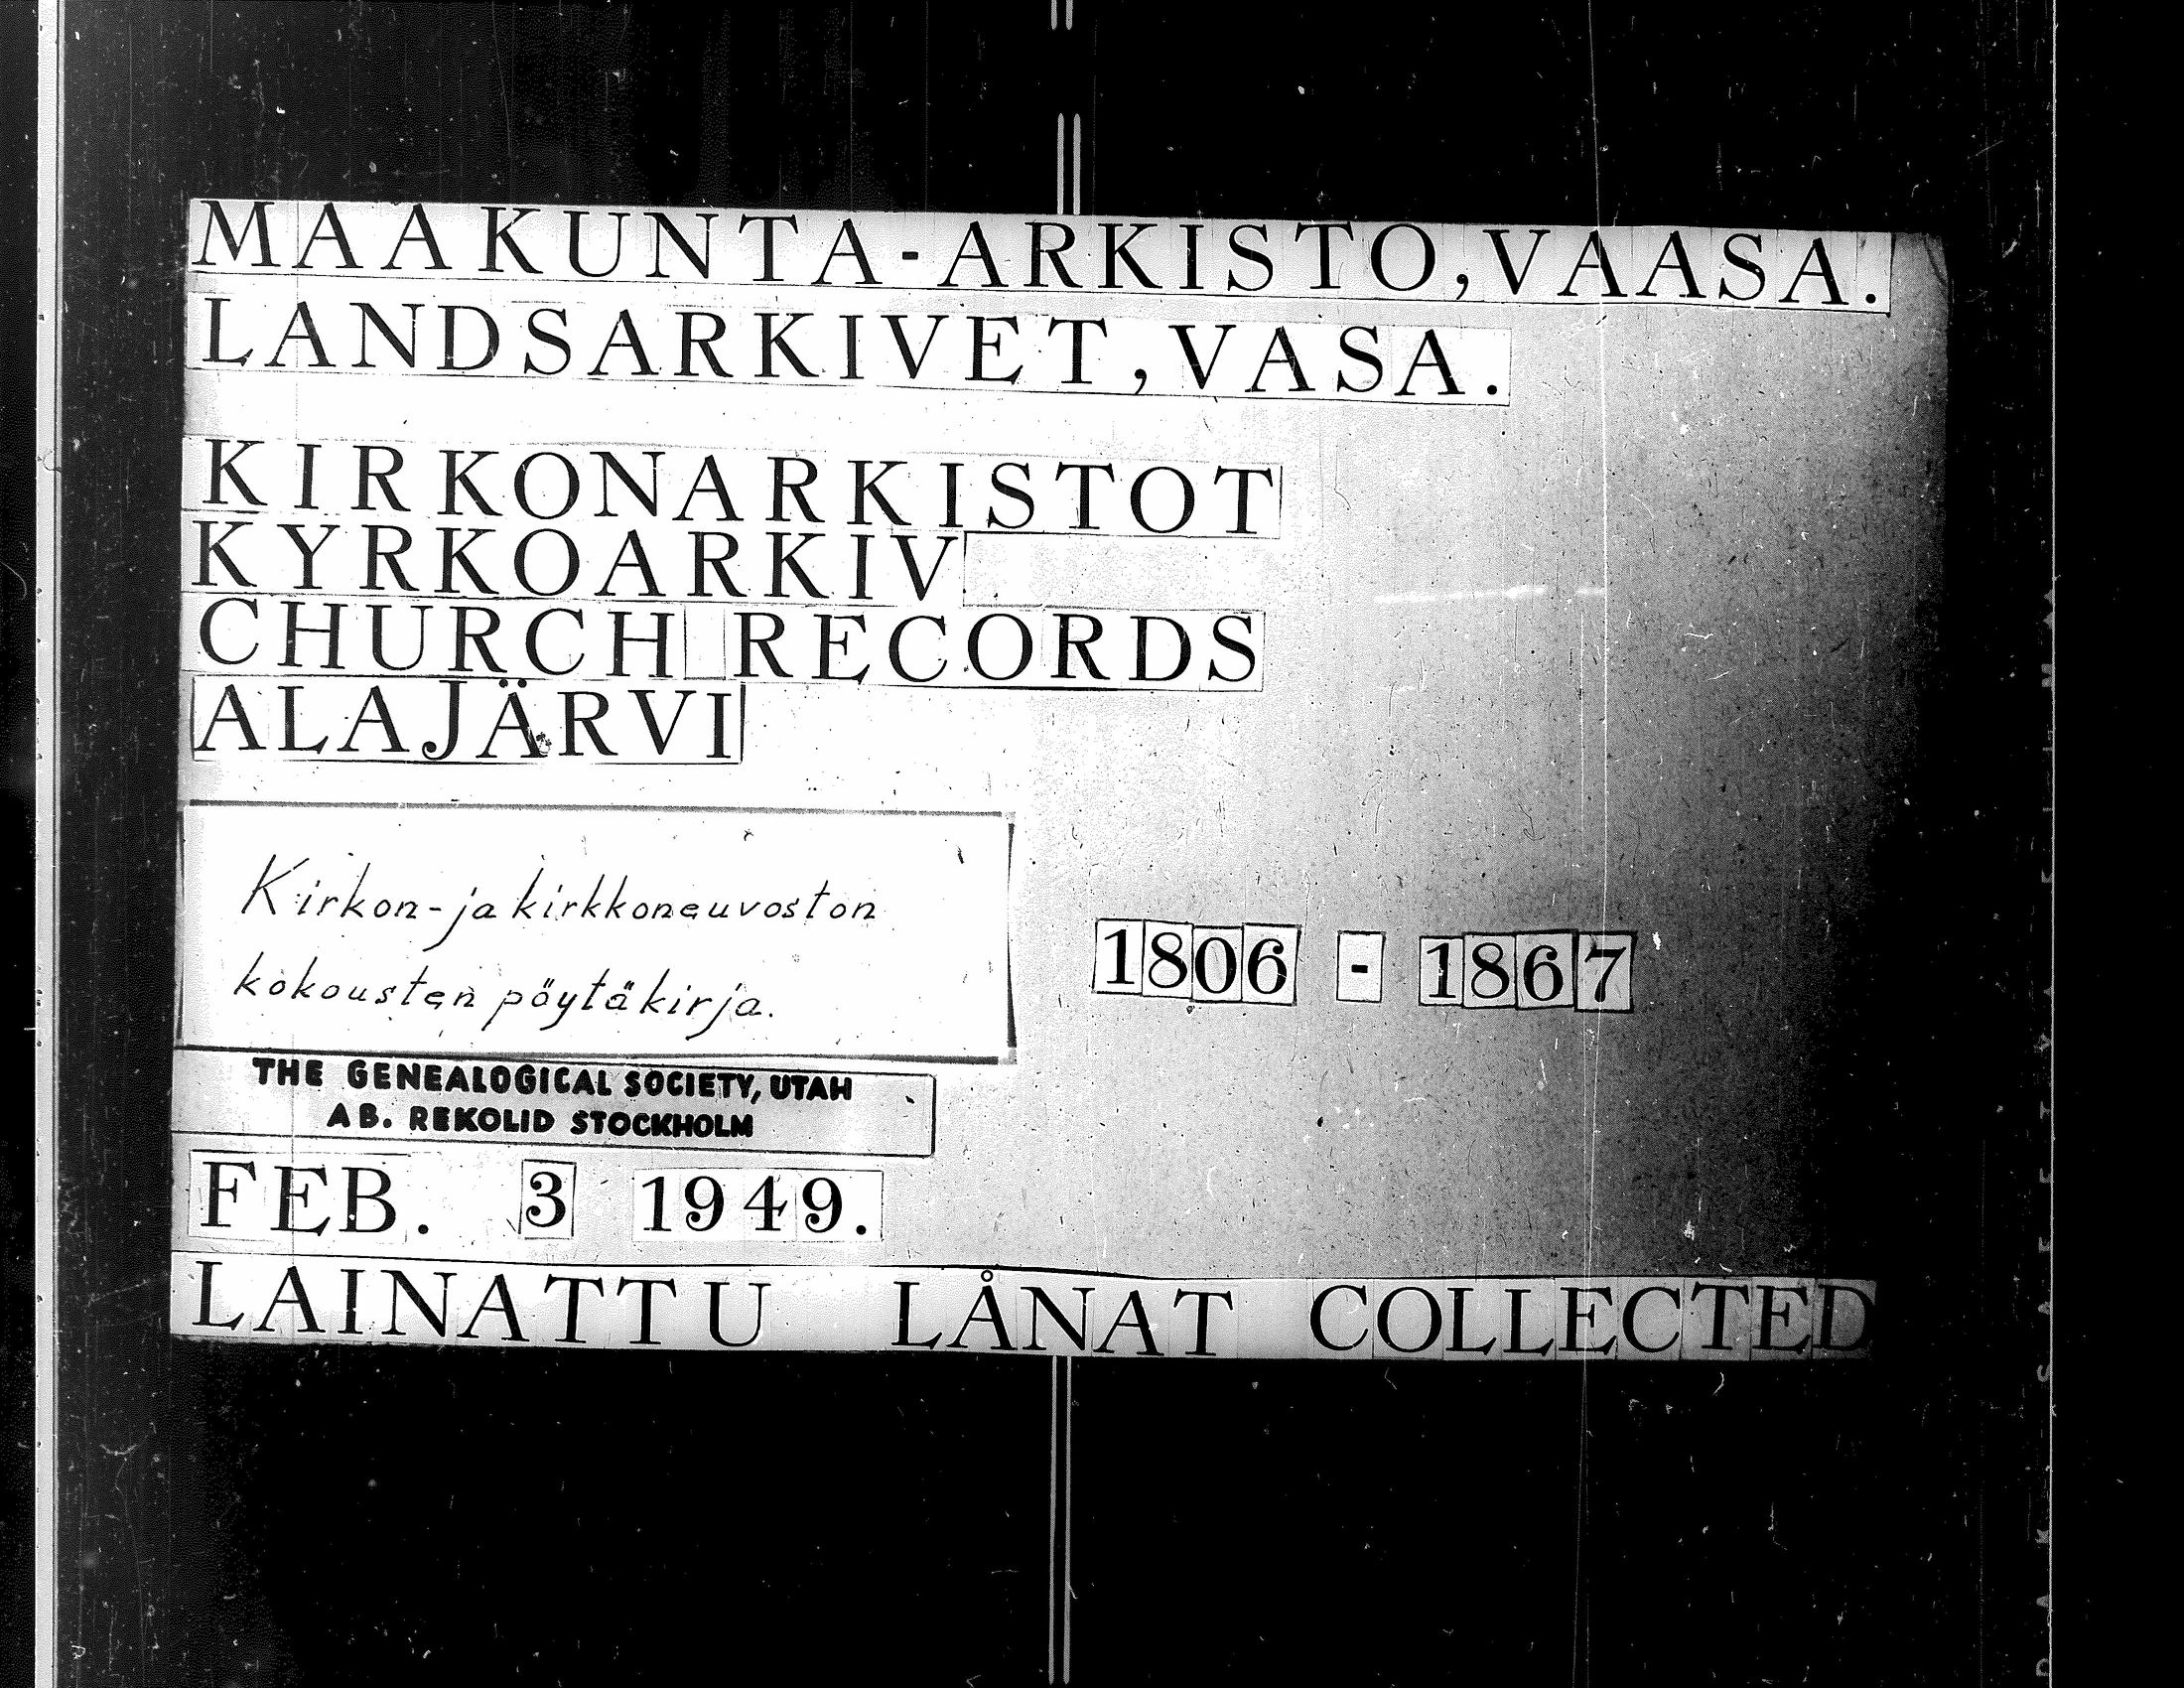 MAAKUNTA-ARKISTO, VAASA.
LANDSARKIVET, VASA.
KIRKONARKISTOT
KYRKOARKIV
CHURCH RECORDS
ALAJÄRVI
Kirkon- ja kirkkoneuvoston
kokousten pöytäkirja.
1806 - 1867
THE GENEALOGICAL SOCIETY, UTAH
AB. REKOLID STOCKHOLM
FEB. 3 1949.
LAINATTU LÅNAT COLLECTED